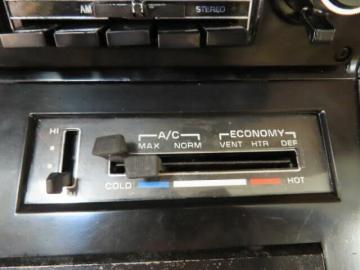 AM STEREO
HI A/C ECONOMY
MAX NORM VENT HTR DEF
COLD HOT